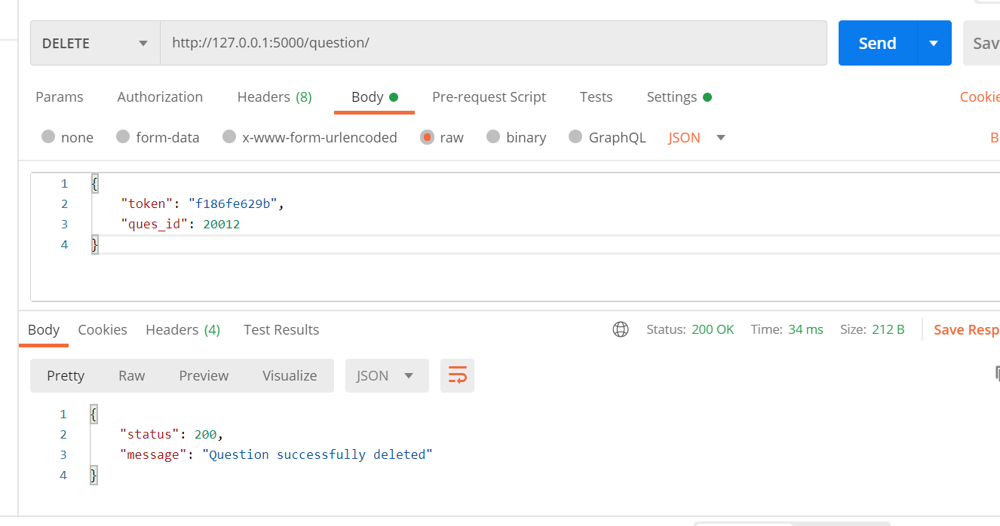 DELETE http://127.0.0.1:5000/question/ Send Sav
Params Authorization Headers (8) Body Pre-request Script Tests Settings Cookie
none form-data x-www-form-urlencoded raw binary GraphQL JSON B
1 {
2 "token": "f186fe629b",
3 "ques_id": 20012
4 }
Body Cookies Headers (4) Test Results Status: 200 OK Time: 34 ms Size: 212 B Save Resp
Pretty Raw Preview Visualize JSON
1 {
2 "status": 200,
3 "message": "Question successfully deleted"
4 }